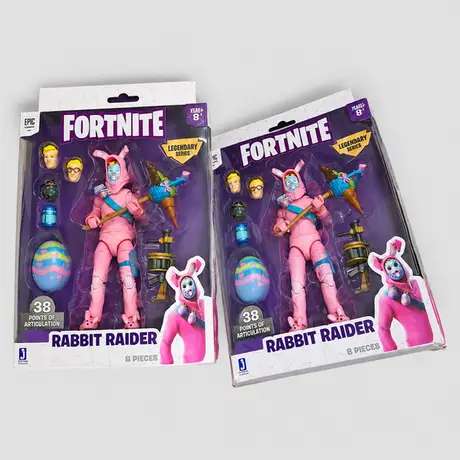 EPIC
YEARS+
8+
FORTNITE
LEGENDARY
SERIES
38
POINTS OF
ARTICULATION
RABBIT RAIDER
8 PIECES
8+
FORTNITE
LEGENDARY
SERIES
38
POINTS OF
ARTICULATION
RABBIT RAIDER
8 PIECES